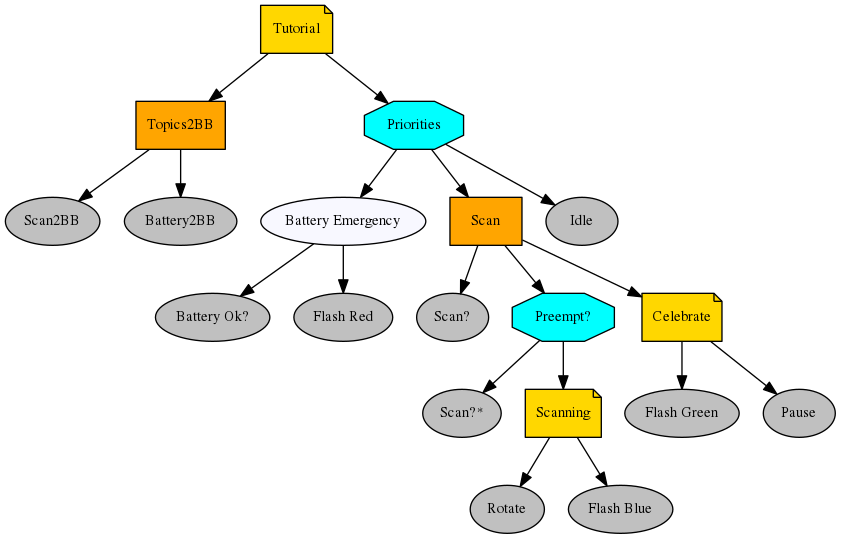 Tutorial
Topics2BB
Priorities
Scan2BB
Battery2BB
Battery Emergency
Scan
Idle
Battery Ok?
Flash Red
Scan?
Preempt?
Celebrate
Scan?*
Scanning
Flash Green
Pause
Rotate
Flash Blue